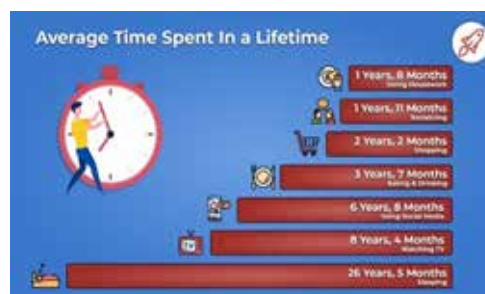 Average Time Spent In a Lifetime
1 Years, 8 Months
Doing Housework
1 Years, 11 Months
Socializing
2 Years, 2 Months
Shopping
3 Years, 7 Months
Eating & Drinking
6 Years, 8 Months
Using Social Media
8 Years, 4 Months
Watching TV
TV
26 Years, 5 Months
Sleeping